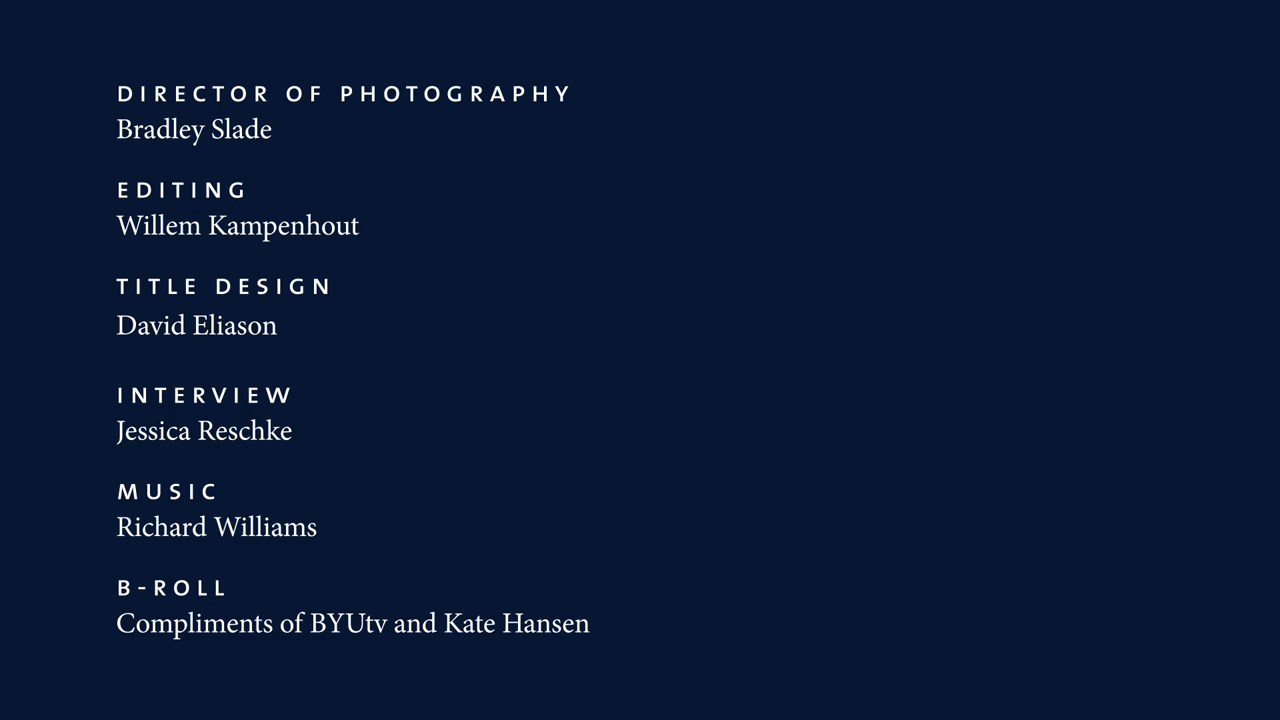 DIRECTOR OF PHOTOGRAPHY
Bradley Slade
EDITING
Willem Kampenhout
TITLE DESIGN
David Eliason
INTERVIEW
Jessica Reschke
MUSIC
Richard Williams
B-ROLL
Compliments of BYUtv and Kate Hansen